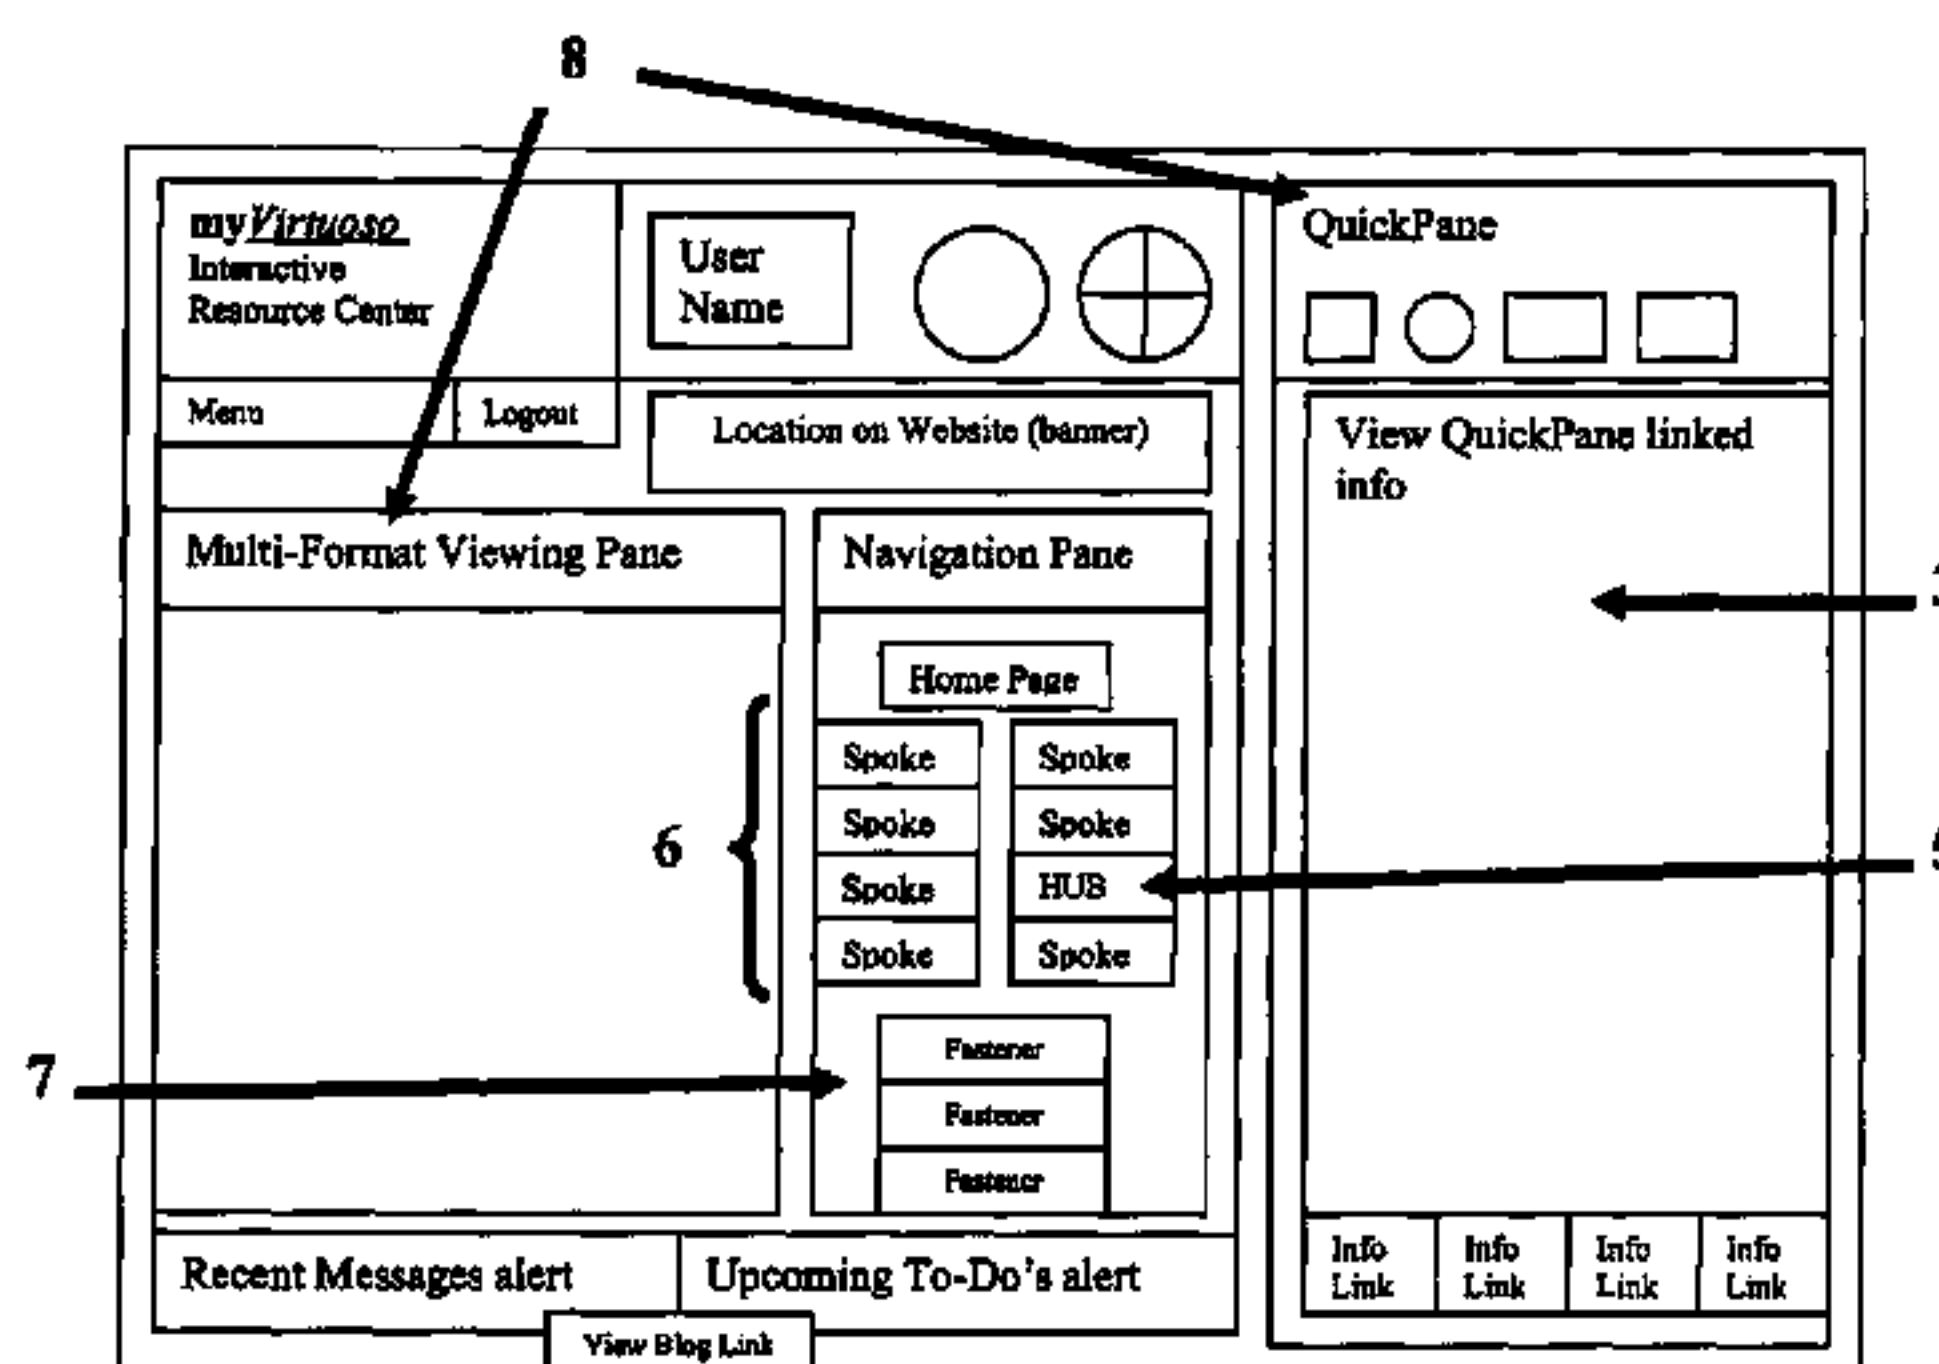 8
myVirtuoso
Interactive
Resource Center
User
Name
QuickPane
Menu
Logout
Location on Website (banner)
View QuickPane linked
info
Multi-Format Viewing Pane
Navigation Pane
Home Page
Spoke
Spoke
Spoke
Spoke
6
Spoke
HUB
Spoke
Spoke
7
Fastener
Fastener
Fastener
Recent Messages alert
Upcoming To-Do's alert
Info
Link
Info
Link
Info
Link
Info
Link
View Blog Link